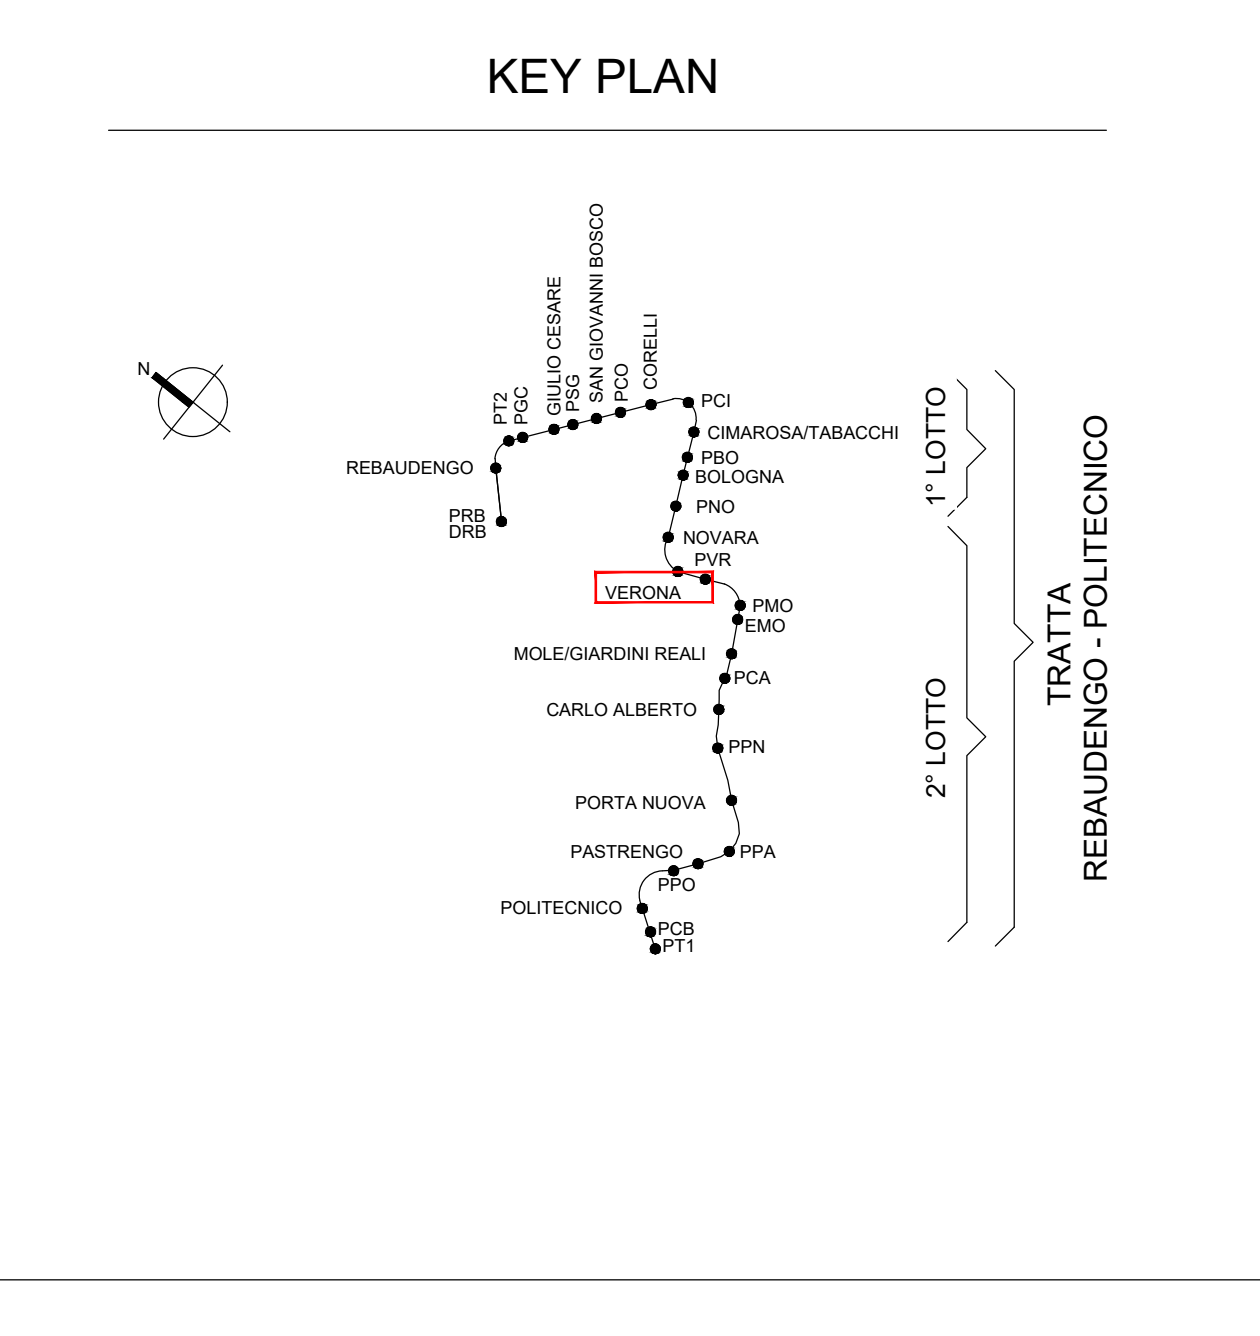 KEY PLAN
N
PT2
PGC
GIULIO CESARE
PSG
SAN GIOVANNI BOSCO
PCO
CORELLI
PCI
CIMAROSA/TABACCHI
REBAUDENGO
PBO
BOLOGNA
PRB
DRB
PNO
NOVARA
PVR
VERONA
PMO
EMO
MOLE/GIARDINI REALI
PCA
CARLO ALBERTO
PPN
PORTA NUOVA
PASTRENGO
PPA
PPO
POLITECNICO
PCB
PT1
1° LOTTO
2° LOTTO
TRATTA
REBAUDENGO - POLITECNICO